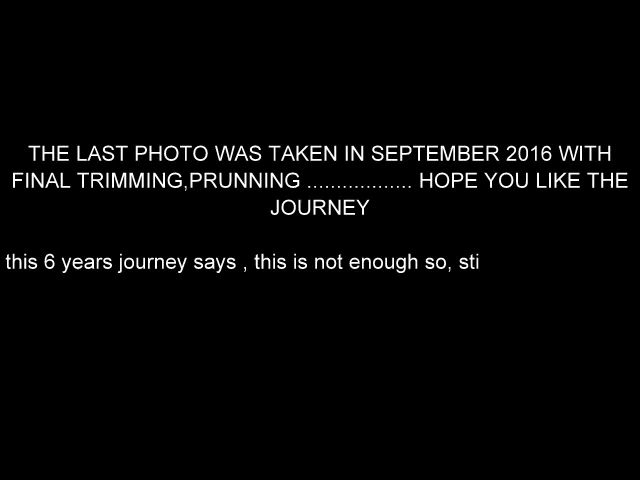 THE LAST PHOTO WAS TAKEN IN SEPTEMBER 2016 WITH
FINAL TRIMMING,PRUNNING .................. HOPE YOU LIKE THE
JOURNEY
this 6 years journey says , this is not enough so, sti